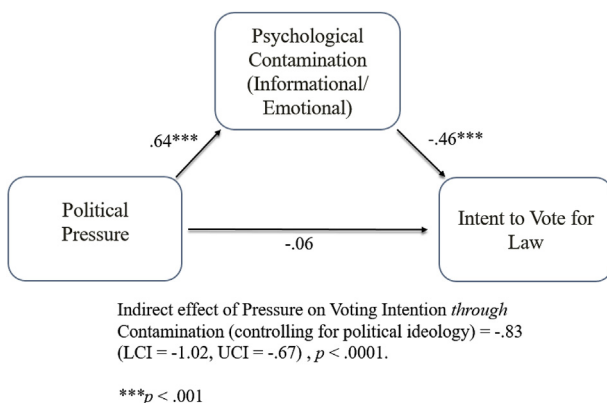 Psychological
Contamination
(Informational/
Emotional)
.64***
-.46***
Political
Pressure
-.06
Intent to Vote for
Law
Indirect effect of Pressure on Voting Intention through
Contamination (controlling for political ideology) = -.83
(LCI = -1.02, UCI = -.67) , p < .0001.
***p < .001